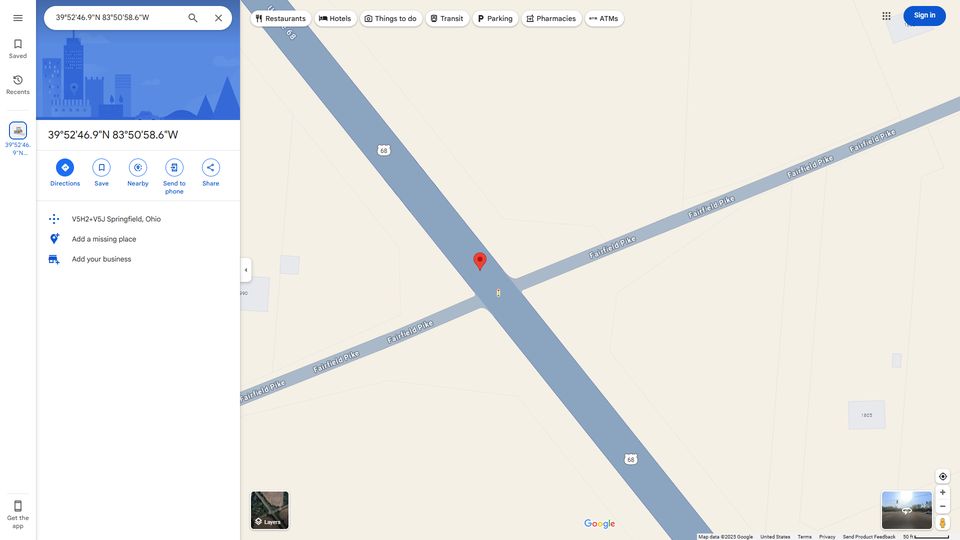 39°52'46.9"N 83°50'58.6"W
Restaurants
Hotels
Things to do
Transit
Parking
Pharmacies
ATMs
Sign in
Saved
Recents
39°52'46.
9"N...
39°52'46.9"N 83°50'58.6"W
Directions
Save
Nearby
Send to
phone
Share
V5H2+V5J Springfield, Ohio
Add a missing place
Add your business
Get the
app
68
68
68
Fairfield Pike
Fairfield Pike
Fairfield Pike
Fairfield Pike
Fairfield Pike
Fairfield Pike
Fairfield Pike
1805
Layers
Google
Map data ©2025 Google
United States
Terms
Privacy
Send Product Feedback
50 ft